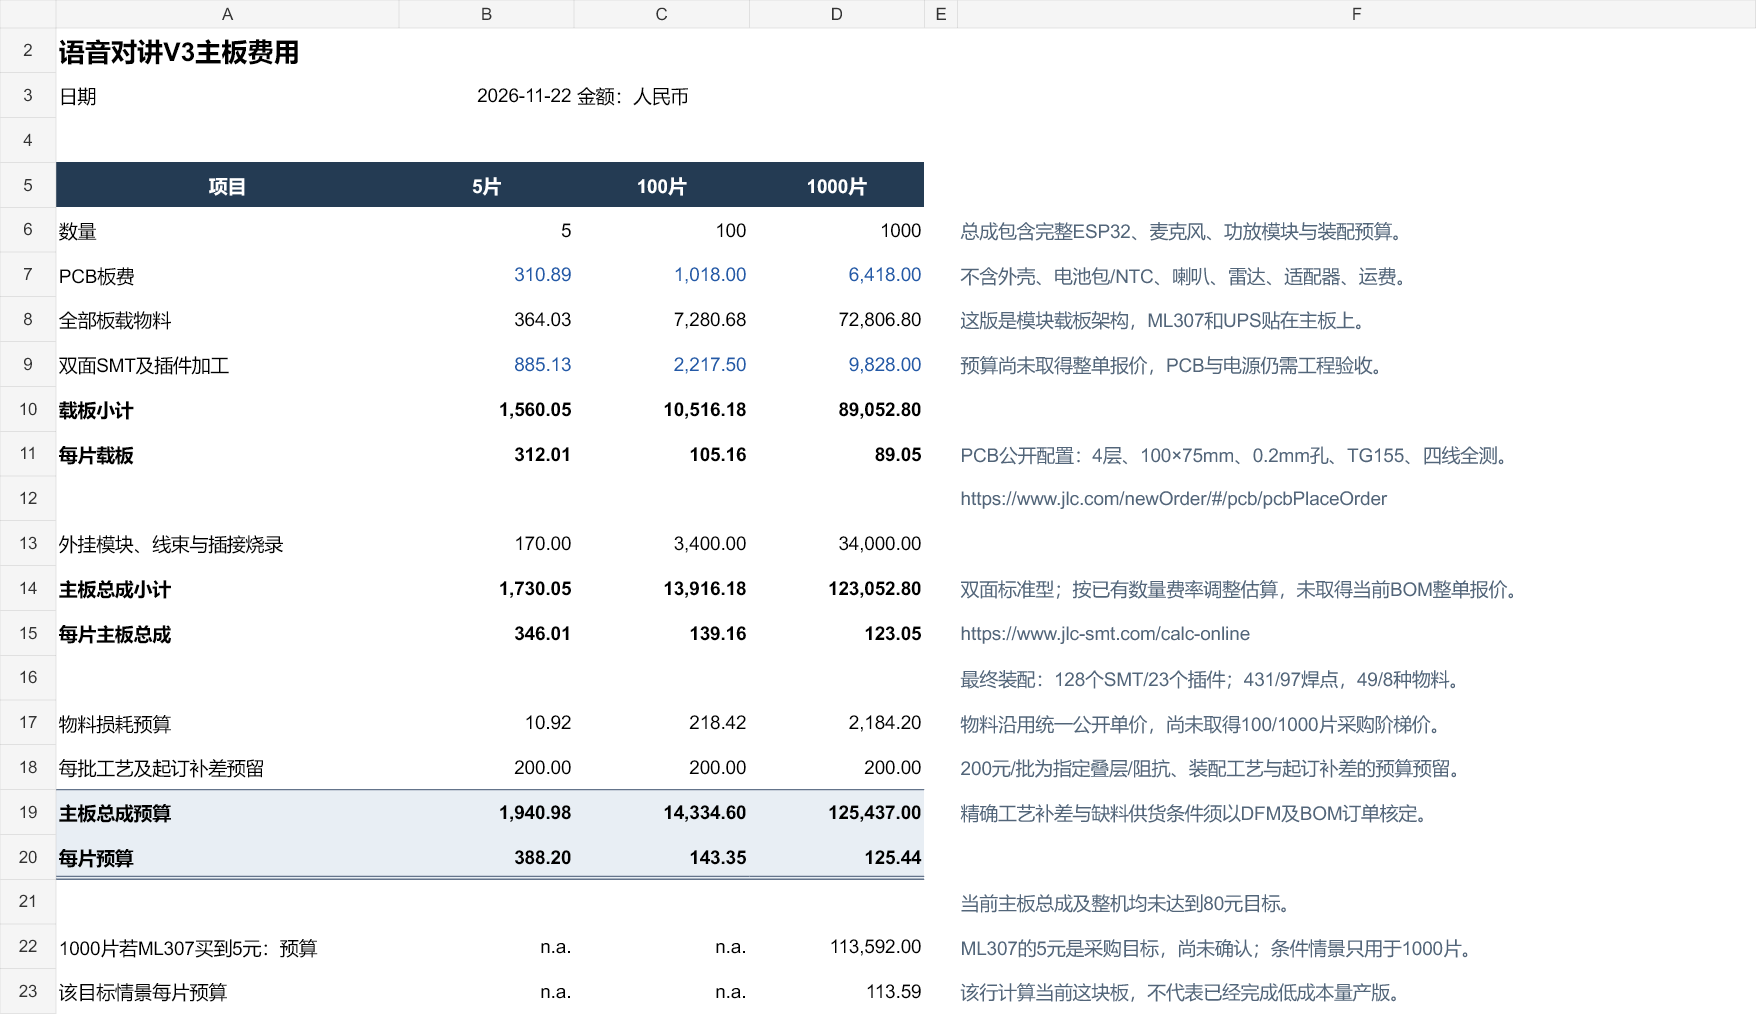 A B C D E F
2 语音对讲V3主板费用
3 日期 2026-11-22 金额：人民币
4
5 项目 5片 100片 1000片
6 数量 5 100 1000 总成包含完整ESP32、麦克风、功放模块与装配预算。
7 PCB板费 310.89 1,018.00 6,418.00 不含外壳、电池包/NTC、喇叭、雷达、适配器、运费。
8 全部板载物料 364.03 7,280.68 72,806.80 这版是模块载板架构，ML307和UPS贴在主板上。
9 双面SMT及插件加工 885.13 2,217.50 9,828.00 预算尚未取得整单报价，PCB与电源仍需工程验收。
10 载板小计 1,560.05 10,516.18 89,052.80
11 每片载板 312.01 105.16 89.05 PCB公开配置：4层、100×75mm、0.2mm孔、TG155、四线全测。
12 https://www.jlc.com/newOrder/#/pcb/pcbPlaceOrder
13 外挂模块、线束与插接烧录 170.00 3,400.00 34,000.00
14 主板总成小计 1,730.05 13,916.18 123,052.80 双面标准型；按已有数量费率调整估算，未取得当前BOM整单报价。
15 每片主板总成 346.01 139.16 123.05 https://www.jlc-smt.com/calc-online
16 最终装配：128个SMT/23个插件；431/97焊点，49/8种物料。
17 物料损耗预算 10.92 218.42 2,184.20 物料沿用统一公开单价，尚未取得100/1000片采购阶梯价。
18 每批工艺及起订补差预留 200.00 200.00 200.00 200元/批为指定叠层/阻抗、装配工艺与起订补差的预算预留。
19 主板总成预算 1,940.98 14,334.60 125,437.00 精确工艺补差与缺料供货条件须以DFM及BOM订单核定。
20 每片预算 388.20 143.35 125.44
21 当前主板总成及整机均未达到80元目标。
22 1000片若ML307买到5元：预算 n.a. n.a. 113,592.00 ML307的5元是采购目标，尚未确认；条件情景只用于1000片。
23 该目标情景每片预算 n.a. n.a. 113.59 该行计算当前这块板，不代表已经完成低成本量产版。